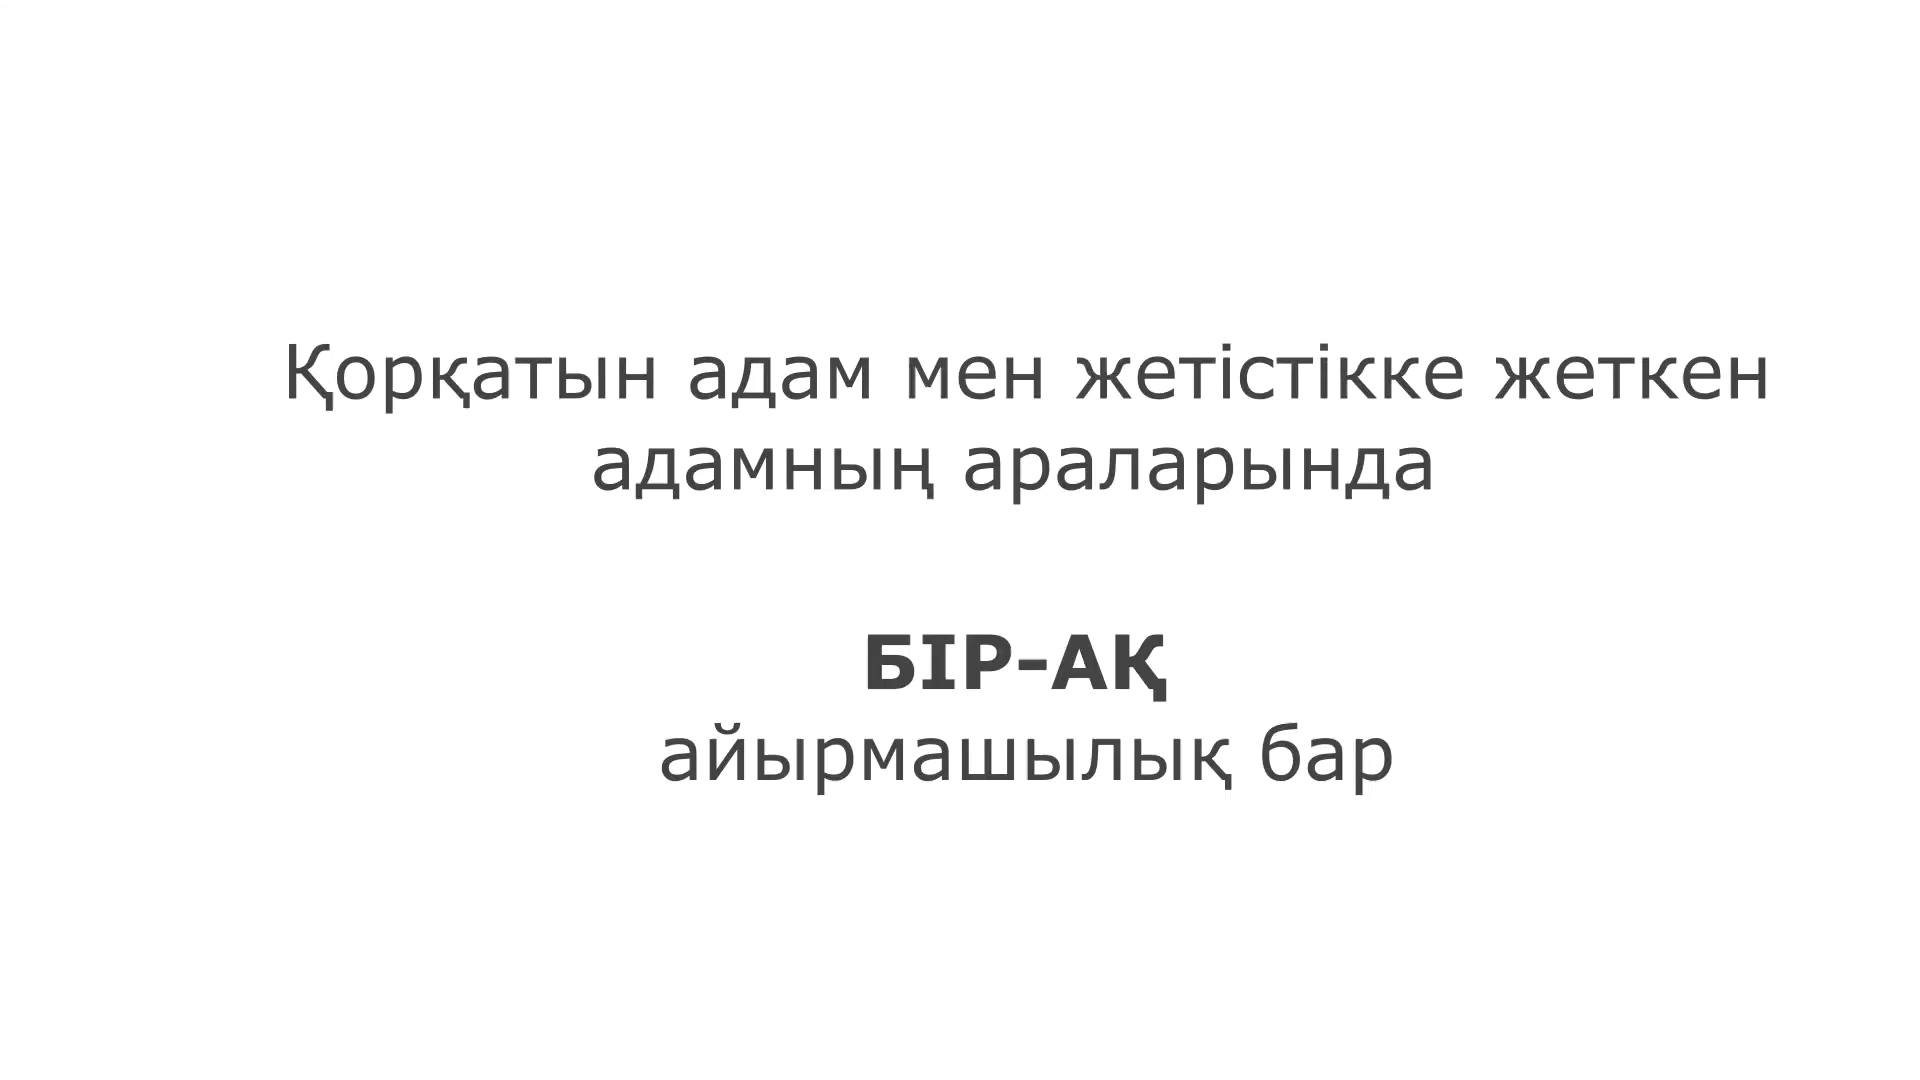 Қорқатын адам мен жетістікке жеткен
адамның араларында
БІР-АҚ
айырмашылық бар